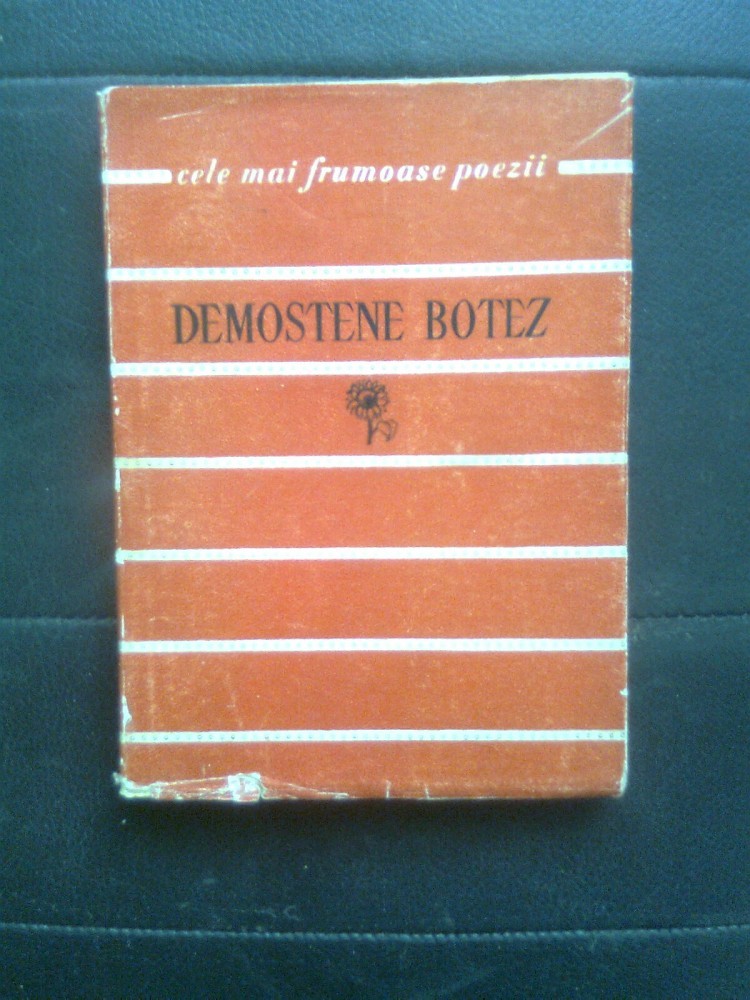 cele mai frumoase poezii
DEMOSTENE BOTEZ